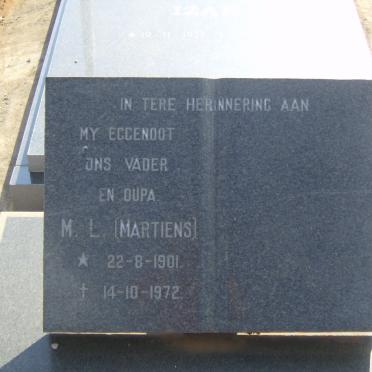 IN TERE HERINNERING AAN
MY EGGENOOT
ONS VADER
EN OUPA
M. L. (MARTIENS)
★ 22-8-1901.
† 14-10-1972.